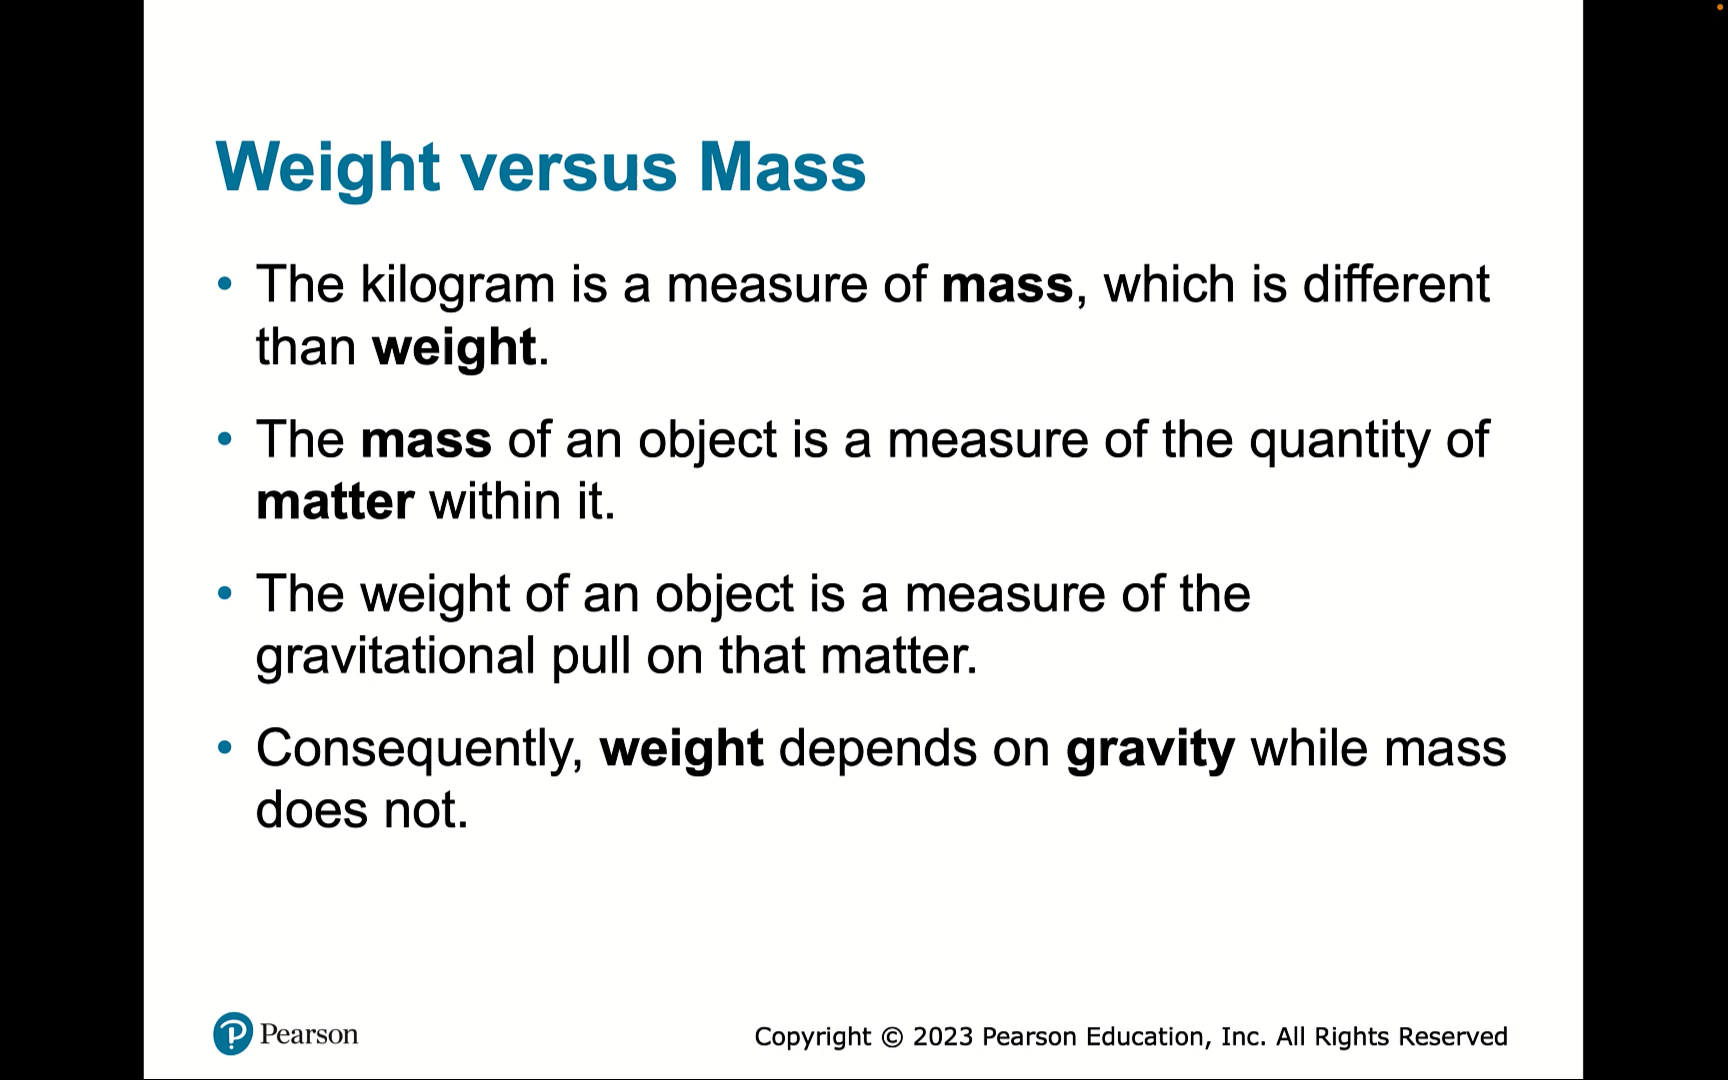 Weight versus Mass
• The kilogram is a measure of mass, which is different
than weight.
• The mass of an object is a measure of the quantity of
matter within it.
• The weight of an object is a measure of the
gravitational pull on that matter.
• Consequently, weight depends on gravity while mass
does not.
Pearson
Copyright © 2023 Pearson Education, Inc. All Rights Reserved